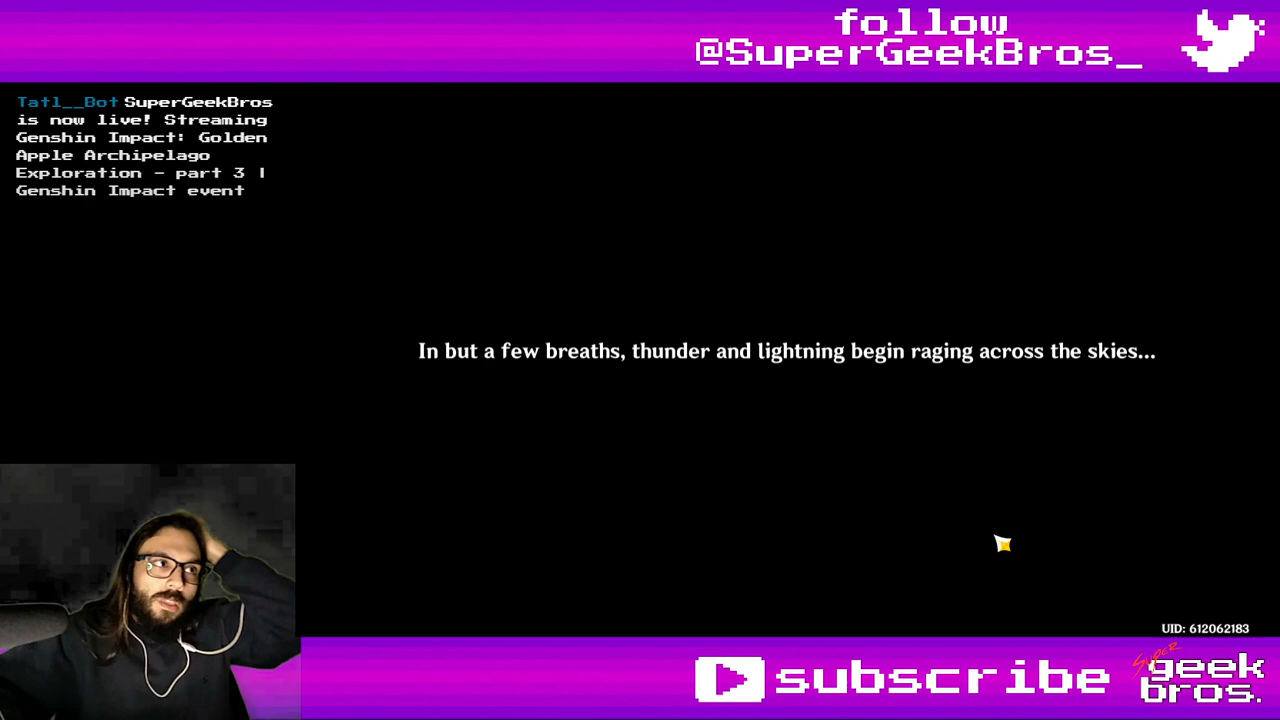 follow
@SuperGeekBros_
Tatl__Bot SuperGeekBros
is now live! Streaming
Genshin Impact: Golden
Apple Archipelago
Exploration - part 3 |
Genshin Impact event
In but a few breaths, thunder and lightning begin raging across the skies...
UID: 612062183
subscribe
SUPER
geek
bros.